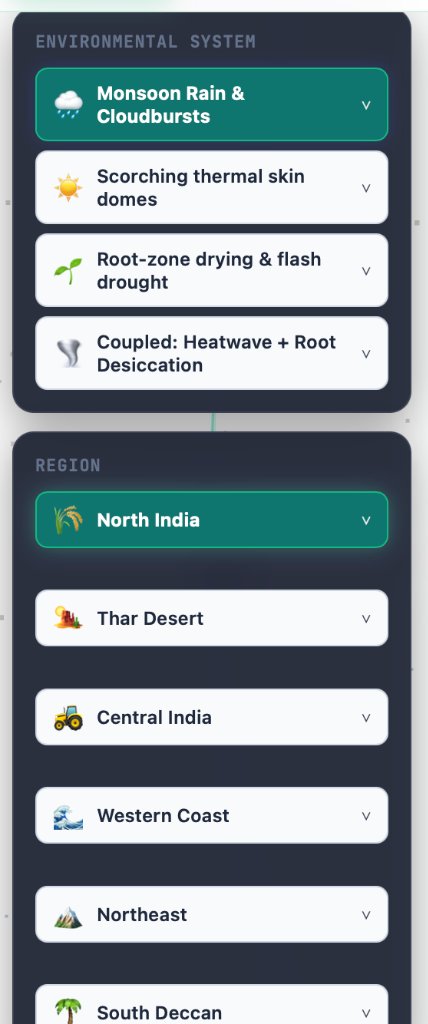 ENVIRONMENTAL SYSTEM
Monsoon Rain &
Cloudbursts
Scorching thermal skin
domes
Root-zone drying & flash
drought
Coupled: Heatwave + Root
Desiccation
REGION
North India
Thar Desert
Central India
Western Coast
Northeast
South Deccan